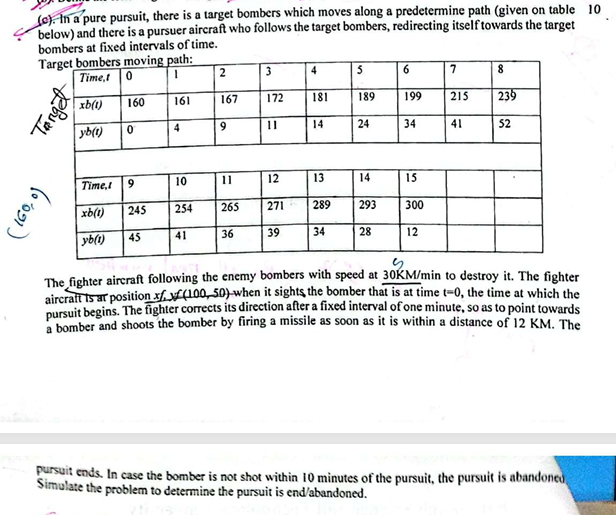 (c). In a pure pursuit, there is a target bombers which moves along a predetermine path (given on table 10
below) and there is a pursuer aircraft who follows the target bombers, redirecting itself towards the target
bombers at fixed intervals of time.
Target bombers moving path:
Time,t 0 1 2 3 4 5 6 7 8
xb(t) 160 161 167 172 181 189 199 215 239
yb(t) 0 4 9 11 14 24 34 41 52
Target
Time,t 9 10 11 12 13 14 15
xb(t) 245 254 265 271 289 293 300
yb(t) 45 41 36 39 34 28 12
(160,0)
The fighter aircraft following the enemy bombers with speed at 30KM/min to destroy it. The fighter
aircraft is at position xf, yf (100, 50) when it sights the bomber that is at time t=0, the time at which the
pursuit begins. The fighter corrects its direction after a fixed interval of one minute, so as to point towards
a bomber and shoots the bomber by firing a missile as soon as it is within a distance of 12 KM. The
pursuit ends. In case the bomber is not shot within 10 minutes of the pursuit, the pursuit is abandoned.
Simulate the problem to determine the pursuit is end/abandoned.